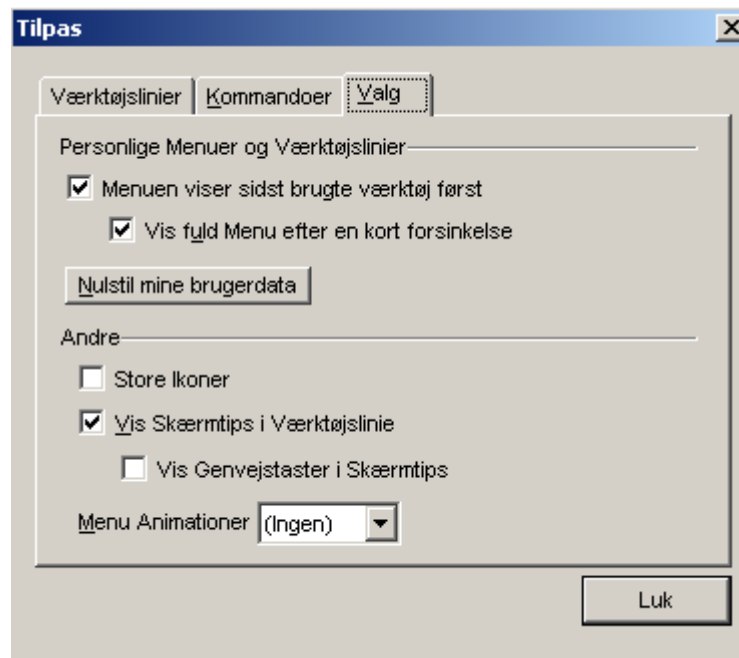 Tilpas
Værktøjslinier Kommandoer Valg
Personlige Menuer og Værktøjslinier
Menuen viser sidst brugte værktøj først
Vis fuld Menu efter en kort forsinkelse
Nulstil mine brugerdata
Andre
Store Ikoner
Vis Skærmtips i Værktøjslinie
Vis Genvejstaster i Skærmtips
Menu Animationer (Ingen)
Luk